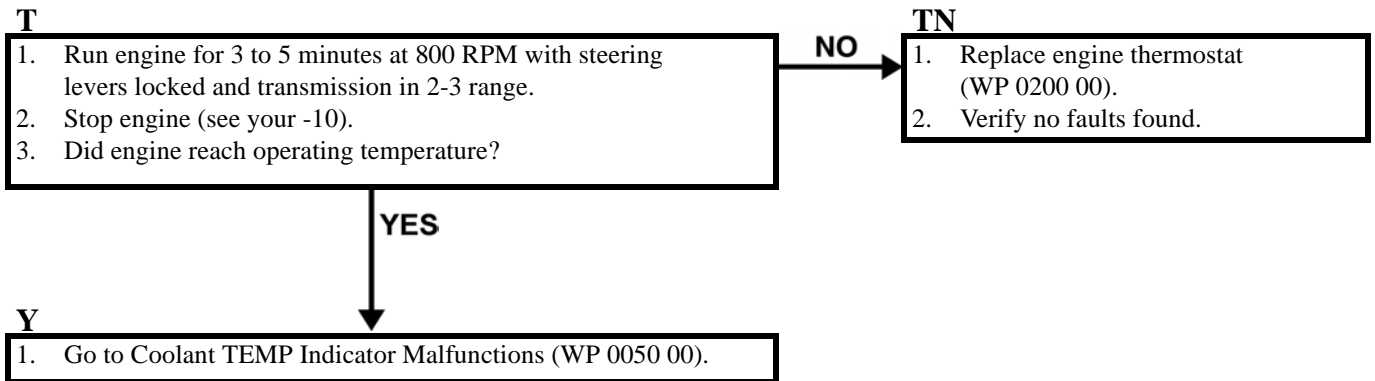 T
1. Run engine for 3 to 5 minutes at 800 RPM with steering
levers locked and transmission in 2-3 range.
2. Stop engine (see your -10).
3. Did engine reach operating temperature?
NO
TN
1. Replace engine thermostat
(WP 0200 00).
2. Verify no faults found.
YES
Y
1. Go to Coolant TEMP Indicator Malfunctions (WP 0050 00).